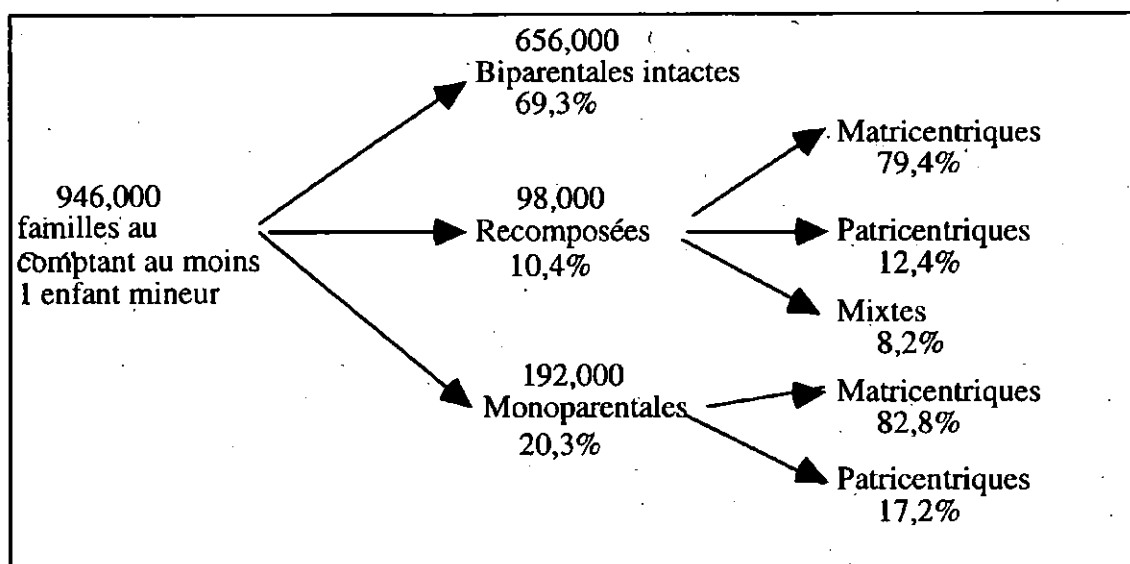 946,000
familles au
comptant au moins
1 enfant mineur
656,000
Biparentales intactes
69,3%
98,000
Recomposées
10,4%
192,000
Monoparentales
20,3%
Matricentriques
79,4%
Patricentriques
12,4%
Mixtes
8,2%
Matricentriques
82,8%
Patricentriques
17,2%